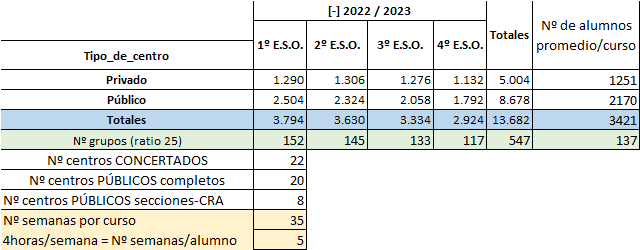 [-] 2022 / 2023
Tipo_de_centro 1º E.S.O. 2º E.S.O. 3º E.S.O. 4º E.S.O. Totales Nº de alumnos promedio/curso
Privado 1.290 1.306 1.276 1.132 5.004 1251
Público 2.504 2.324 2.058 1.792 8.678 2170
Totales 3.794 3.630 3.334 2.924 13.682 3421
Nº grupos (ratio 25) 152 145 133 117 547 137
Nº centros CONCERTADOS 22
Nº centros PÚBLICOS completos 20
Nº centros PÚBLICOS secciones-CRA 8
Nº semanas por curso 35
4horas/semana = Nº semanas/alumno 5